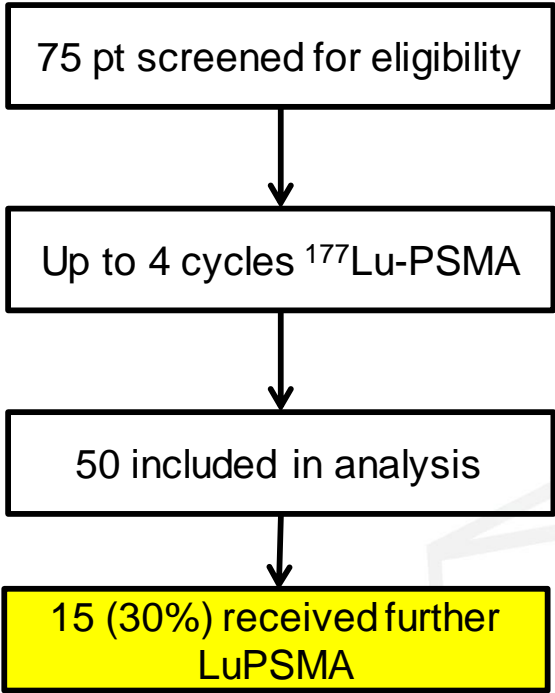 75 pt screened for eligibility
Up to 4 cycles ¹⁷⁷Lu-PSMA
50 included in analysis
15 (30%) received further
LuPSMA